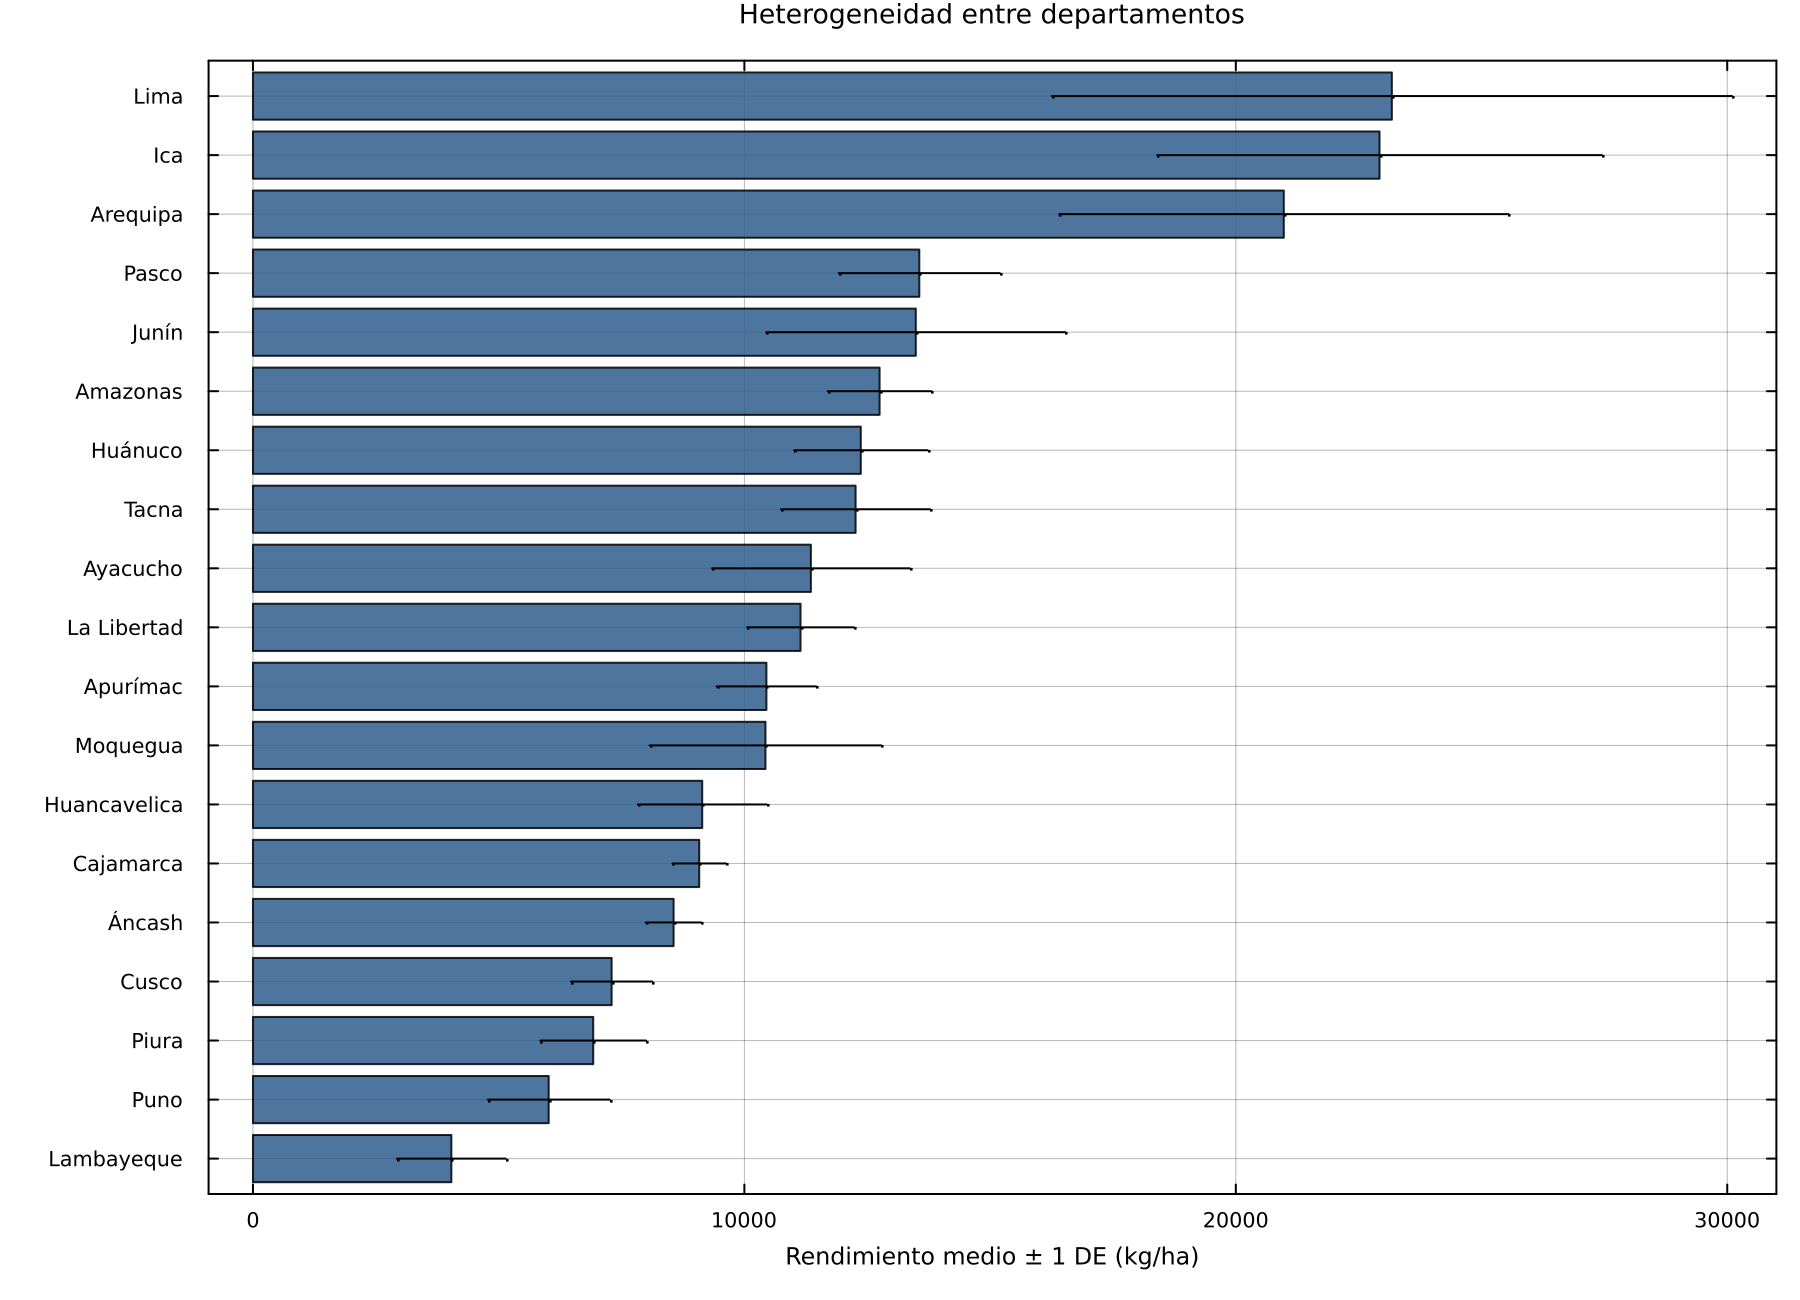 Heterogeneidad entre departamentos
Lima
Ica
Arequipa
Pasco
Junín
Amazonas
Huánuco
Tacna
Ayacucho
La Libertad
Apurímac
Moquegua
Huancavelica
Cajamarca
Áncash
Cusco
Piura
Puno
Lambayeque
0 10000 20000 30000
Rendimiento medio ± 1 DE (kg/ha)